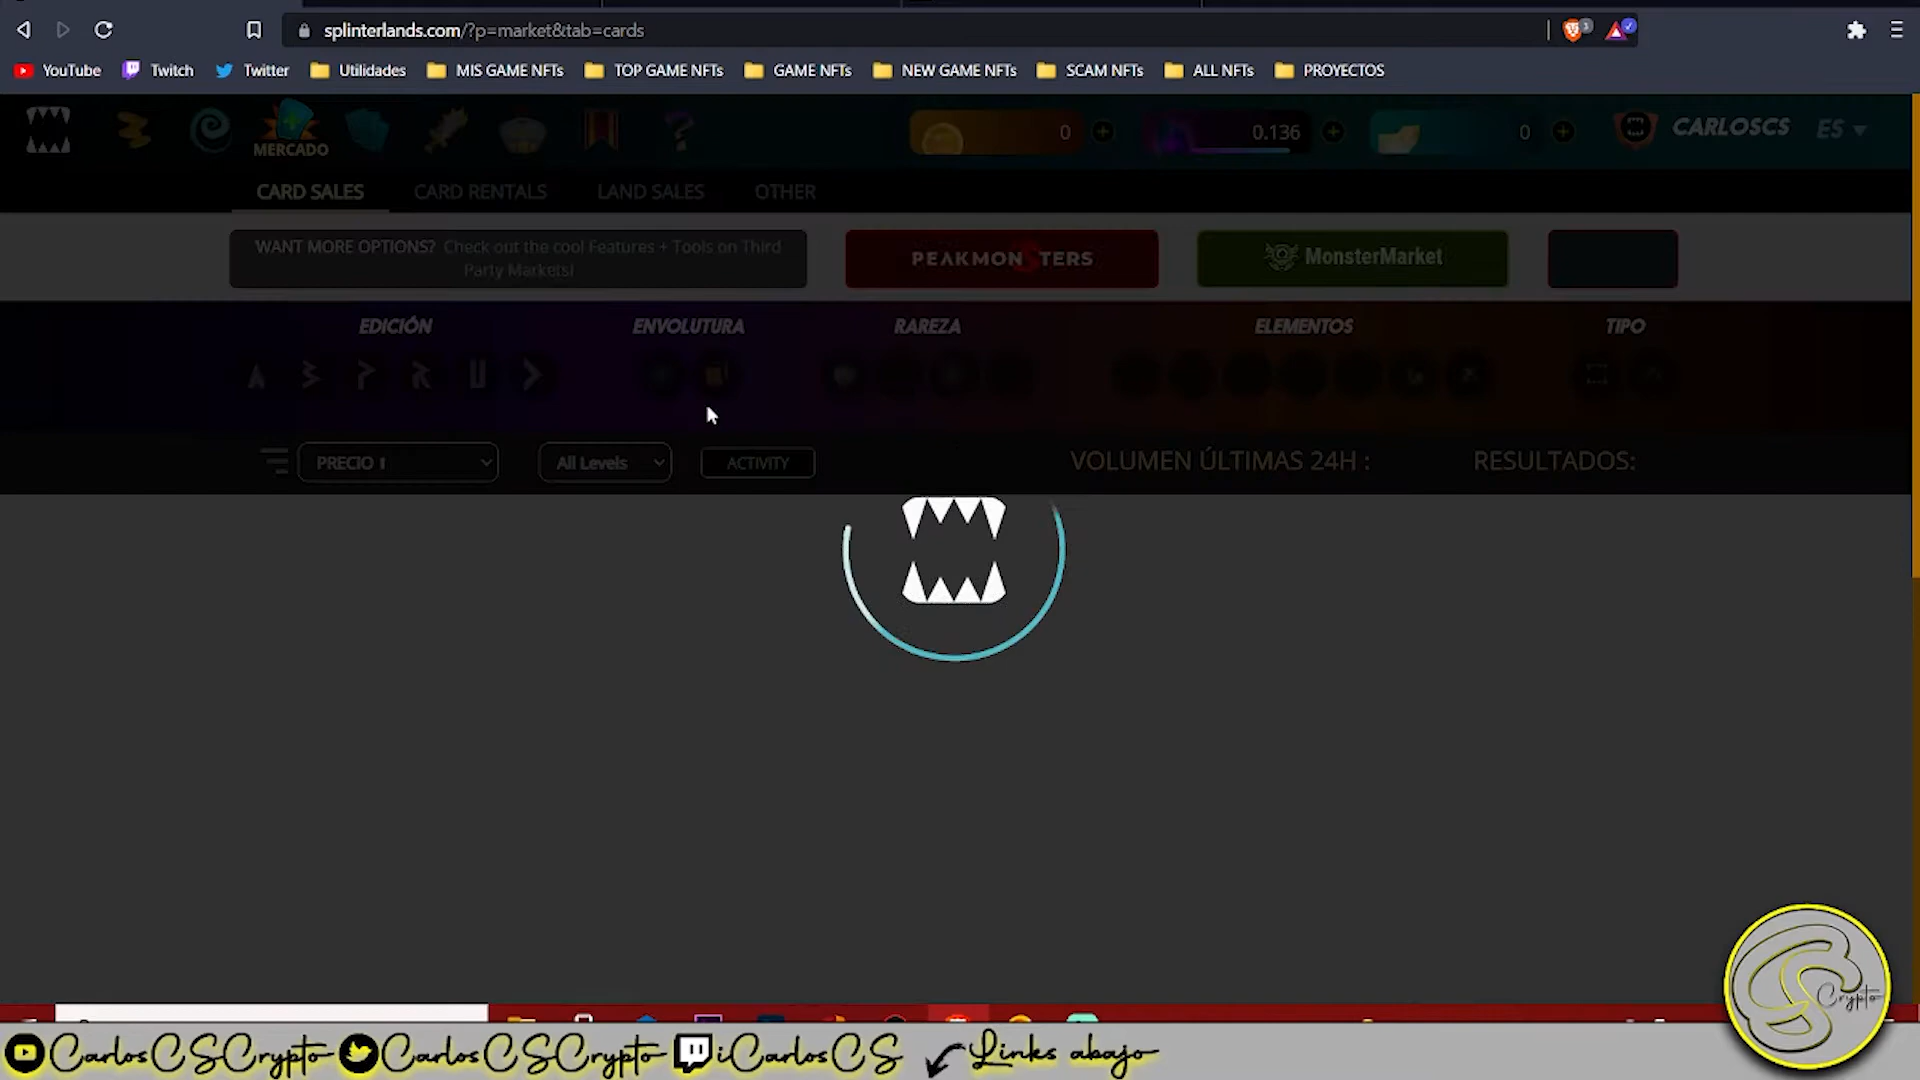 splinterlands.com/?p=market&tab=cards
YouTube Twitch Twitter Utilidades MIS GAME NFTs TOP GAME NFTs GAME NFTs NEW GAME NFTs SCAM NFTs ALL NFTs PROYECTOS
MERCADO 0 0.136 0 CARLOSCS ES
CARD SALES CARD RENTALS LAND SALES OTHER
WANT MORE OPTIONS? Check out the cool Features + Tools on Third
Party Markets!
PEAKMONSTERS MonsterMarket
EDICIÓN ENVOLUTURA RAREZA ELEMENTOS TIPO
PRECIO All Levels ACTIVITY VOLUMEN ÚLTIMAS 24H : RESULTADOS:
CS Crypto
CarlosCSCrypto CarlosCSCrypto iCarlosCS Links abajo